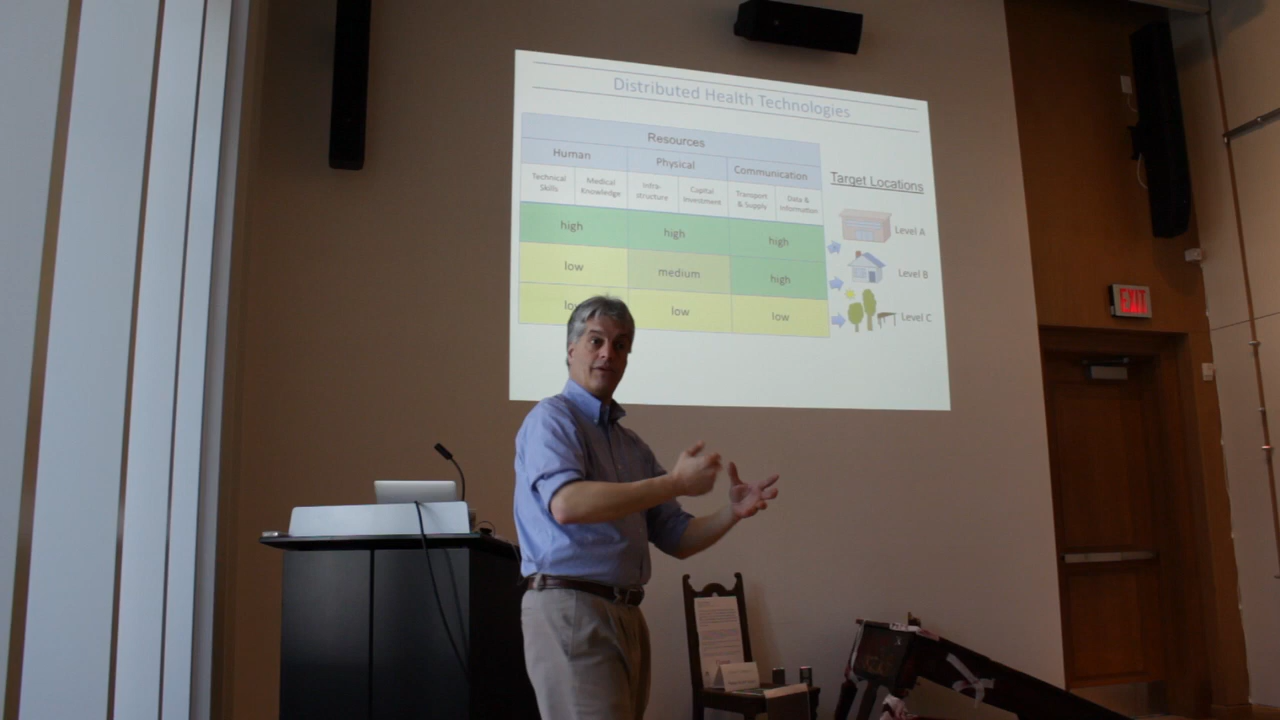 Distributed Health Technologies
Resources
Human Physical Communication
Technical Skills Medical Knowledge Infra-structure Capital Investment Transport & Supply Data & information
Target Locations
high high high Level A
low medium high Level B
low low Level C
EXIT